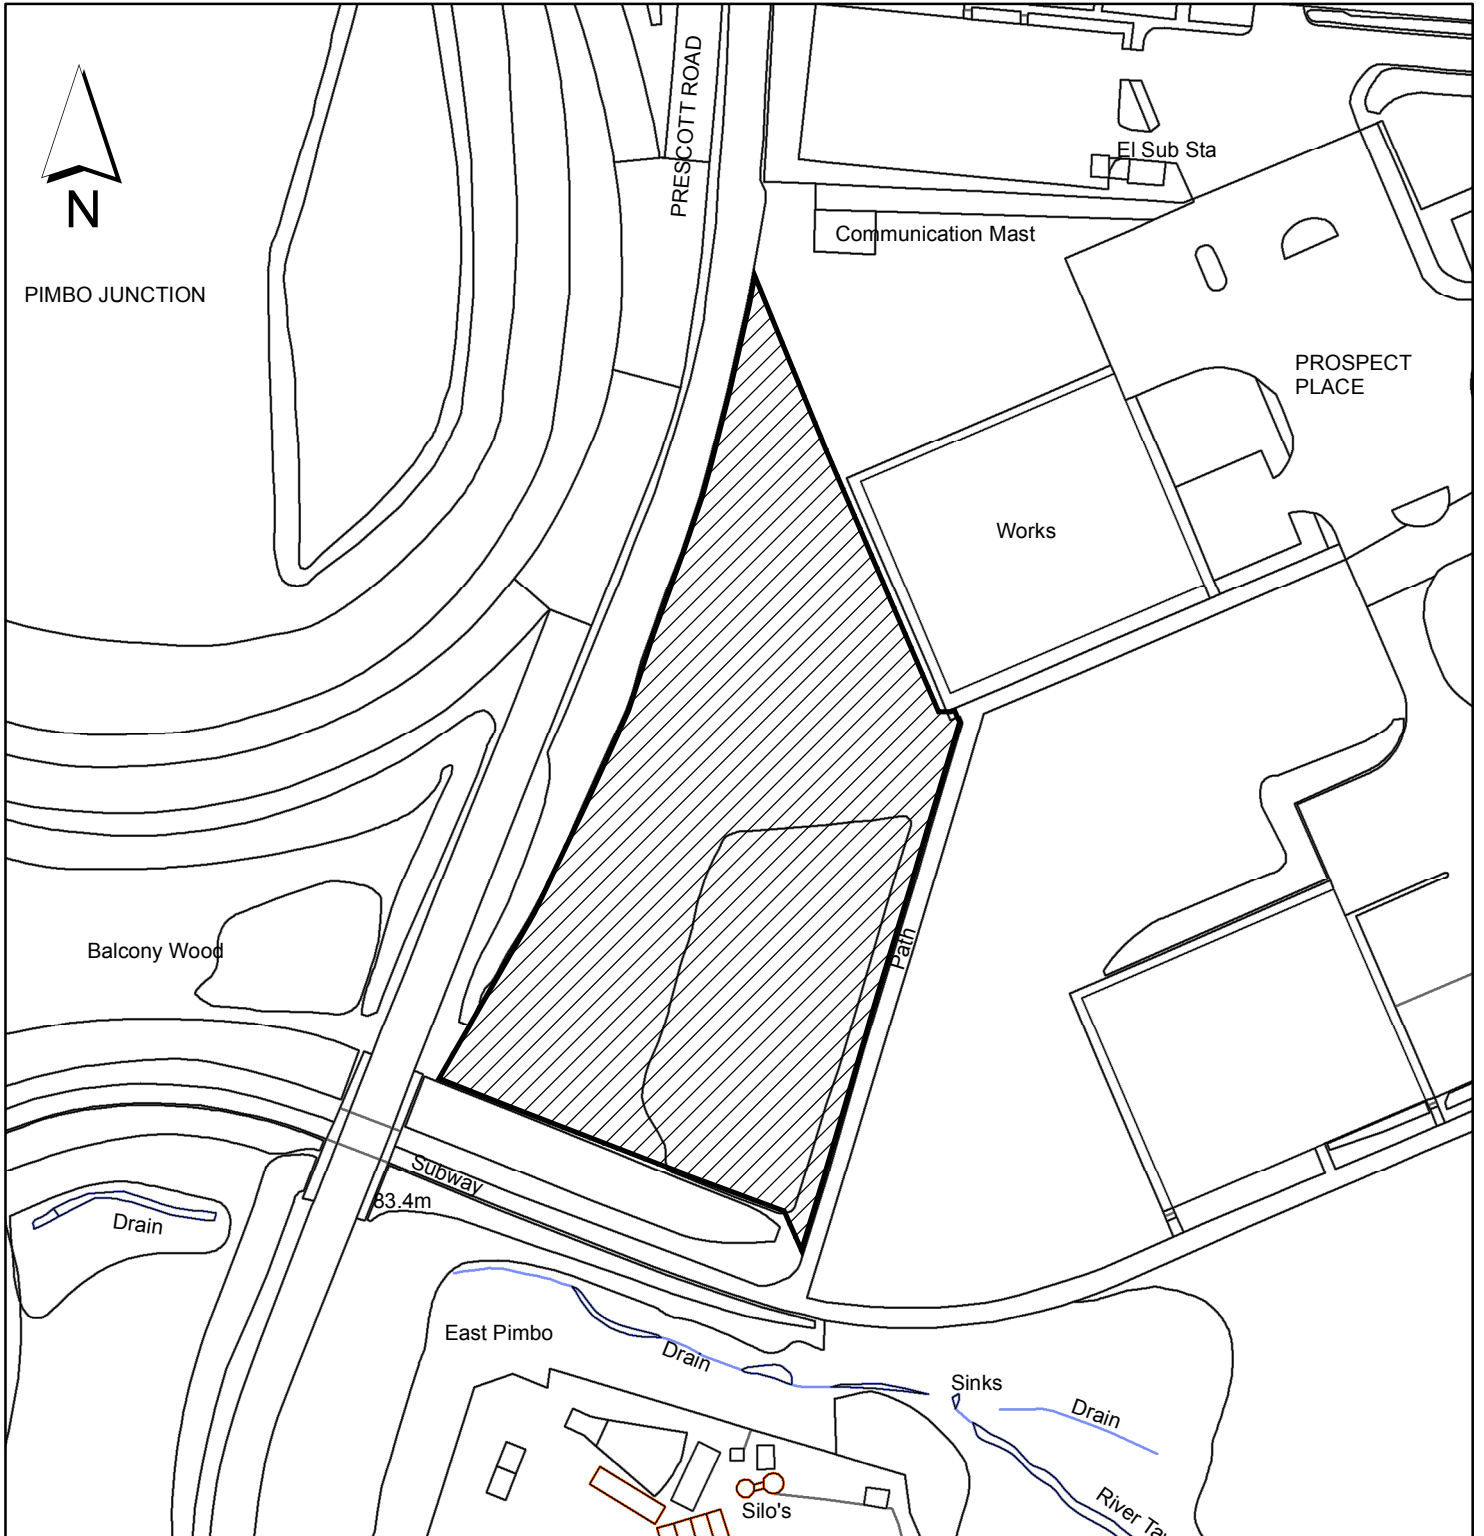 PRESCOTT ROAD
El Sub Sta
N
Communication Mast
PIMBO JUNCTION
PROSPECT
PLACE
Works
Balcony Wood
Path
Subway
83.4m
Drain
East Pimbo
Drain
Sinks
Drain
Silo's
River